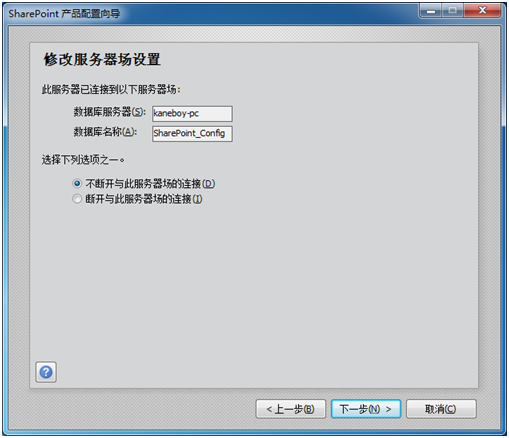 SharePoint 产品配置向导
修改服务器场设置
此服务器已连接到以下服务器场:
数据库服务器(S): kaneboy-pc
数据库名称(A): SharePoint_Config
选择下列选项之一。
不断开与此服务器场的连接(D)
断开与此服务器场的连接(I)
?
< 上一步(B) 下一步(N) > 取消(C)